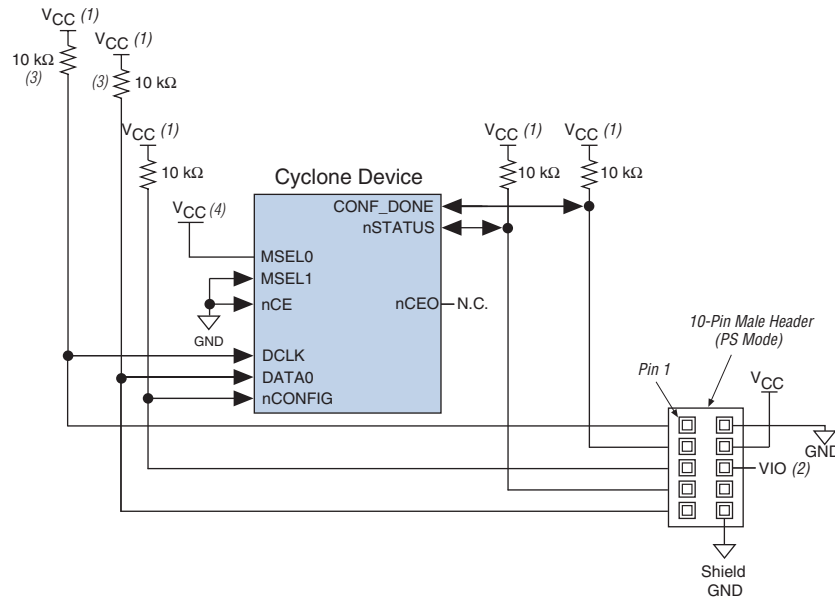 VCC (1)
VCC (1)
10 kΩ
(3)
(3) 10 kΩ
VCC (1)
10 kΩ
VCC (1)
VCC (1)
10 kΩ
10 kΩ
Cyclone Device
VCC (4)
CONF_DONE
nSTATUS
MSEL0
MSEL1
nCE
nCEO
N.C.
GND
DCLK
DATA0
nCONFIG
10-Pin Male Header
(PS Mode)
Pin 1
VCC
GND
VIO (2)
Shield
GND